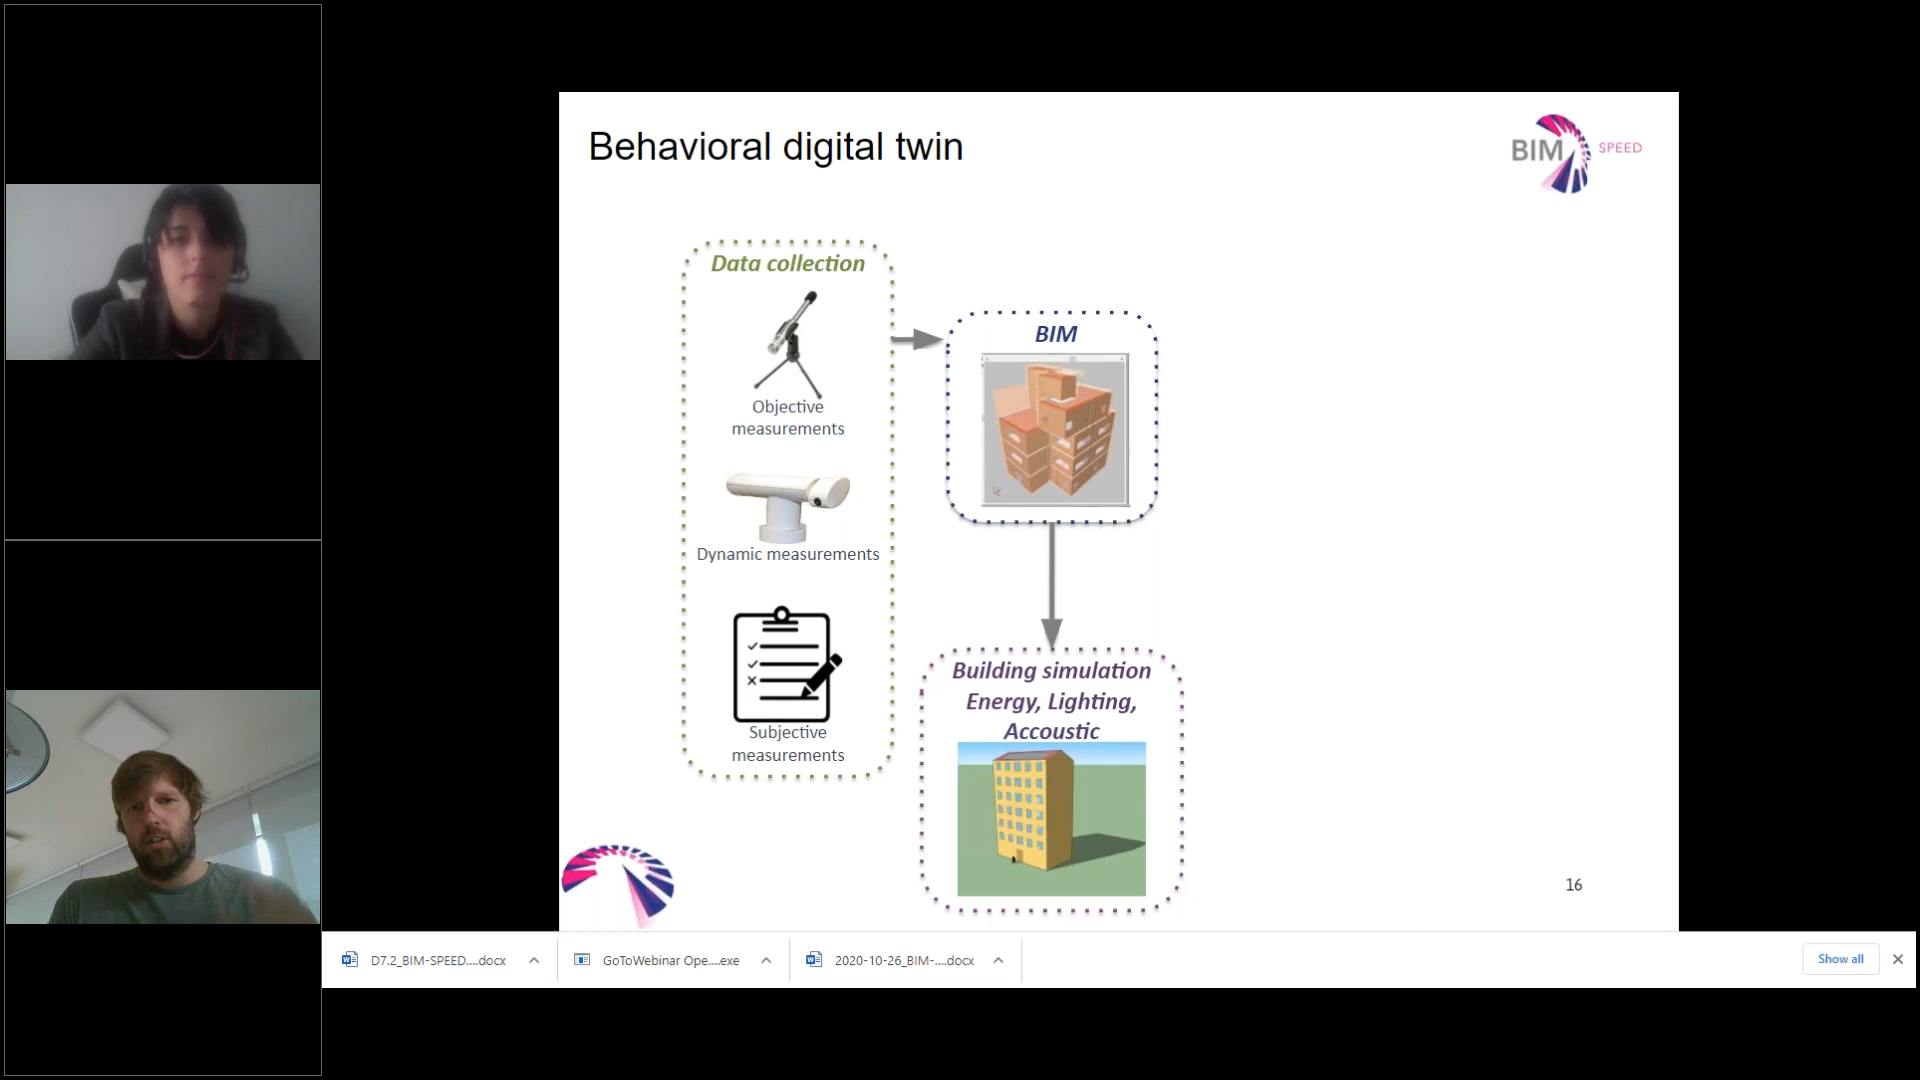 Behavioral digital twin
BIM SPEED
Data collection
Objective
measurements
Dynamic measurements
Subjective
measurements
BIM
Building simulation
Energy, Lighting,
Accoustic
16
D7.2_BIM-SPEED....docx
GoToWebinar Ope....exe
2020-10-26_BIM-....docx
Show all